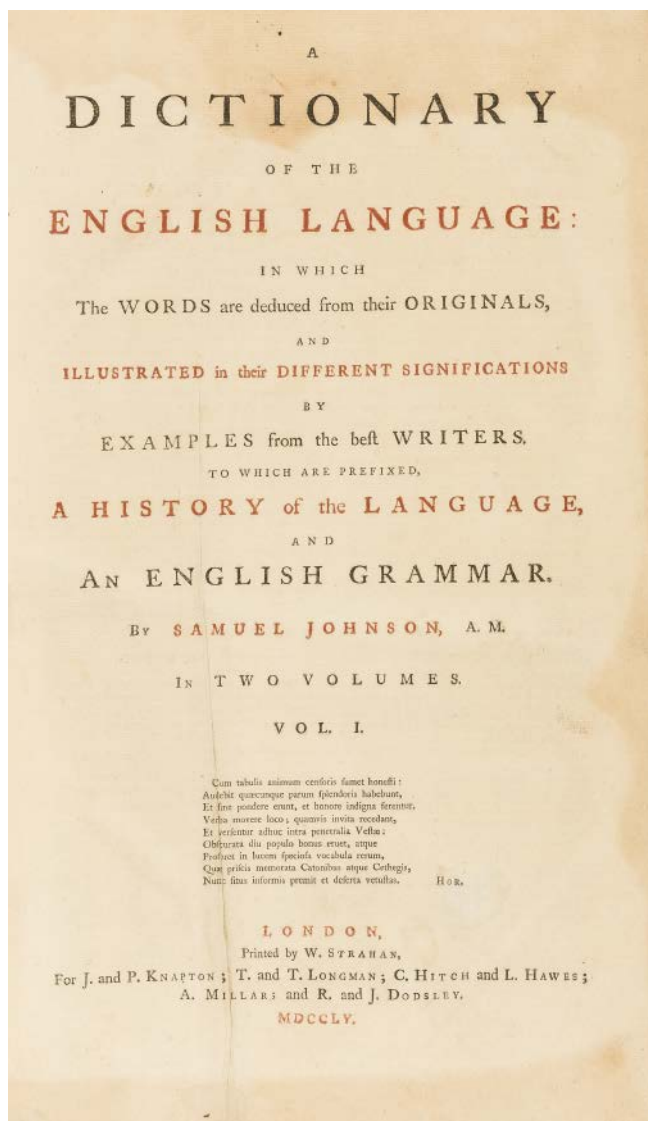 A
DICTIONARY
OF THE
ENGLISH LANGUAGE:
IN WHICH
The WORDS are deduced from their ORIGINALS,
AND
ILLUSTRATED in their DIFFERENT SIGNIFICATIONS
BY
EXAMPLES from the beſt WRITERS.
TO WHICH ARE PREFIXED,
A HISTORY of the LANGUAGE,
AND
AN ENGLISH GRAMMAR.
BY SAMUEL JOHNSON, A. M.
IN TWO VOLUMES.
VOL. I.
Cum tabulis animum cenſoris ſumet honeſti:
Audebit quæcunque parum ſplendoris habebunt,
Et ſine pondere erunt, et honore indigna ferentur.
Verba movere loco; quamvis invita recedant,
Et verſentur adhuc intra penetralia Veſtæ:
Obſcurata diu populo bonus eruet, atque
Proferet in lucem ſpecioſa vocabula rerum,
Quæ priſcis memorata Catonibus atque Cethegis,
Nunc ſitus informis premit et deſerta vetuſtas. HOR.
LONDON,
Printed by W. STRAHAN,
For J. and P. KNAPTON; T. and T. LONGMAN; C. HITCH and L. HAWES;
A. MILLAR; and R. and J. DODSLEY.
MDCCLV.